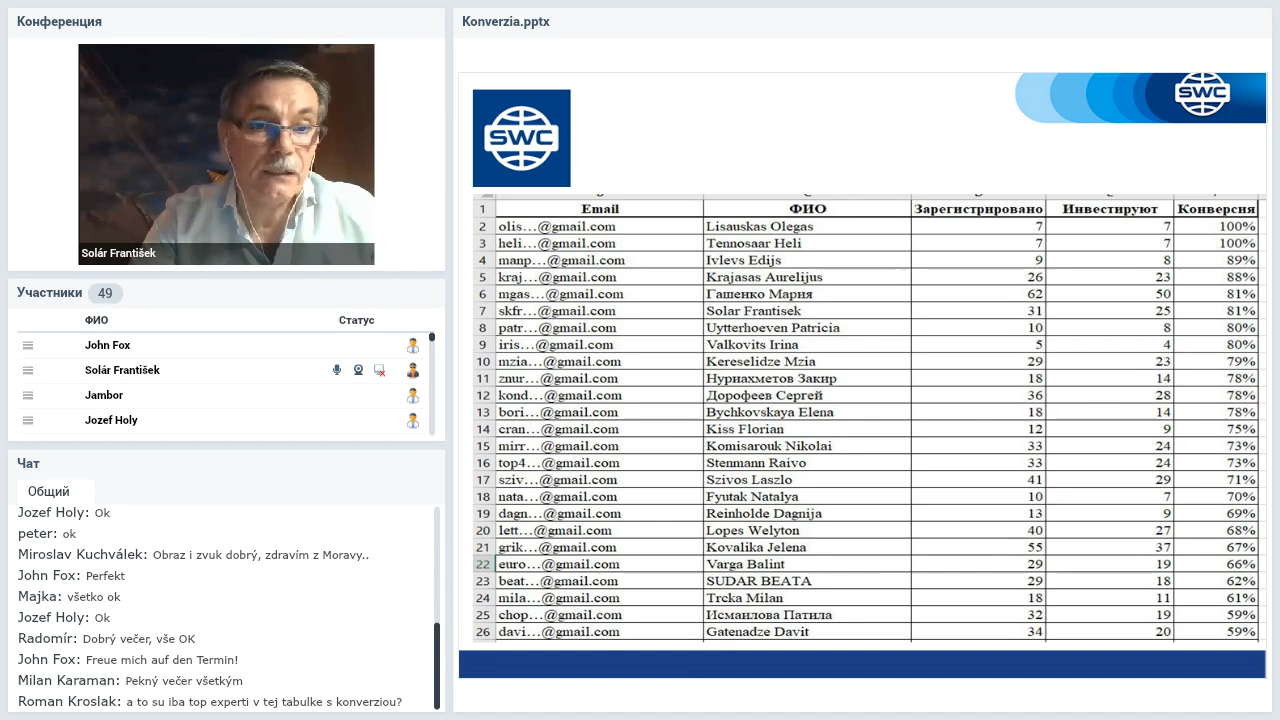 Конференция
Solár František
Участники 49
ФИО Статус
John Fox
Solár František
Jambor
Jozef Holy
Чат
Общий
Jozef Holy: Ok
peter: ok
Miroslav Kuchválek: Obraz i zvuk dobrý, zdravím z Moravy..
John Fox: Perfekt
Majka: všetko ok
Jozef Holy: Ok
Radomír: Dobrý večer, vše OK
John Fox: Freue mich auf den Termin!
Milan Karaman: Pekný večer všetkým
Roman Kroslak: a to su iba top experti v tej tabulke s konverziou?
Konverzia.pptx
SWC
SWC
1 Email ФИО Зарегистрировано Инвестируют Конверсия
2 olis...@gmail.com Lisauskas Olegas 7 7 100%
3 heli...@gmail.com Tennosaar Heli 7 7 100%
4 manp...@gmail.com Ivlevs Edijs 9 8 89%
5 kraj...@gmail.com Krajasas Aurelijus 26 23 88%
6 mgas...@gmail.com Гашенко Мария 62 50 81%
7 skfr...@gmail.com Solar Frantisek 31 25 81%
8 patr...@gmail.com Uytterhoeven Patricia 10 8 80%
9 iris...@gmail.com Valkovits Irina 5 4 80%
10 mzia...@gmail.com Kereselidze Mzia 29 23 79%
11 znur...@gmail.com Нуриахметов Закир 18 14 78%
12 kond...@gmail.com Дорофеев Сергей 36 28 78%
13 bori...@gmail.com Bychkovskaya Elena 18 14 78%
14 cran...@gmail.com Kiss Florian 12 9 75%
15 mirr...@gmail.com Komisarouk Nikolai 33 24 73%
16 top4...@gmail.com Stenmann Raivo 33 24 73%
17 sziv...@gmail.com Szivos Laszlo 41 29 71%
18 nata...@gmail.com Fyutak Natalya 10 7 70%
19 dagn...@gmail.com Reinholde Dagnija 13 9 69%
20 lett...@gmail.com Lopes Welyton 40 27 68%
21 grik...@gmail.com Kovalika Jelena 55 37 67%
22 euro...@gmail.com Varga Balint 29 19 66%
23 beat...@gmail.com SUDAR BEATA 29 18 62%
24 mila...@gmail.com Trcka Milan 18 11 61%
25 chop...@gmail.com Исмаилова Патила 32 19 59%
26 davi...@gmail.com Gatenadze Davit 34 20 59%